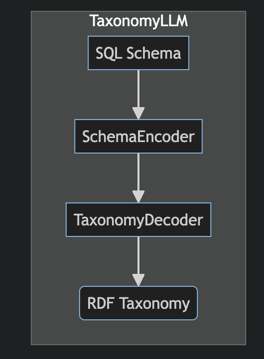 TaxonomyLLM
SQL Schema
SchemaEncoder
TaxonomyDecoder
RDF Taxonomy